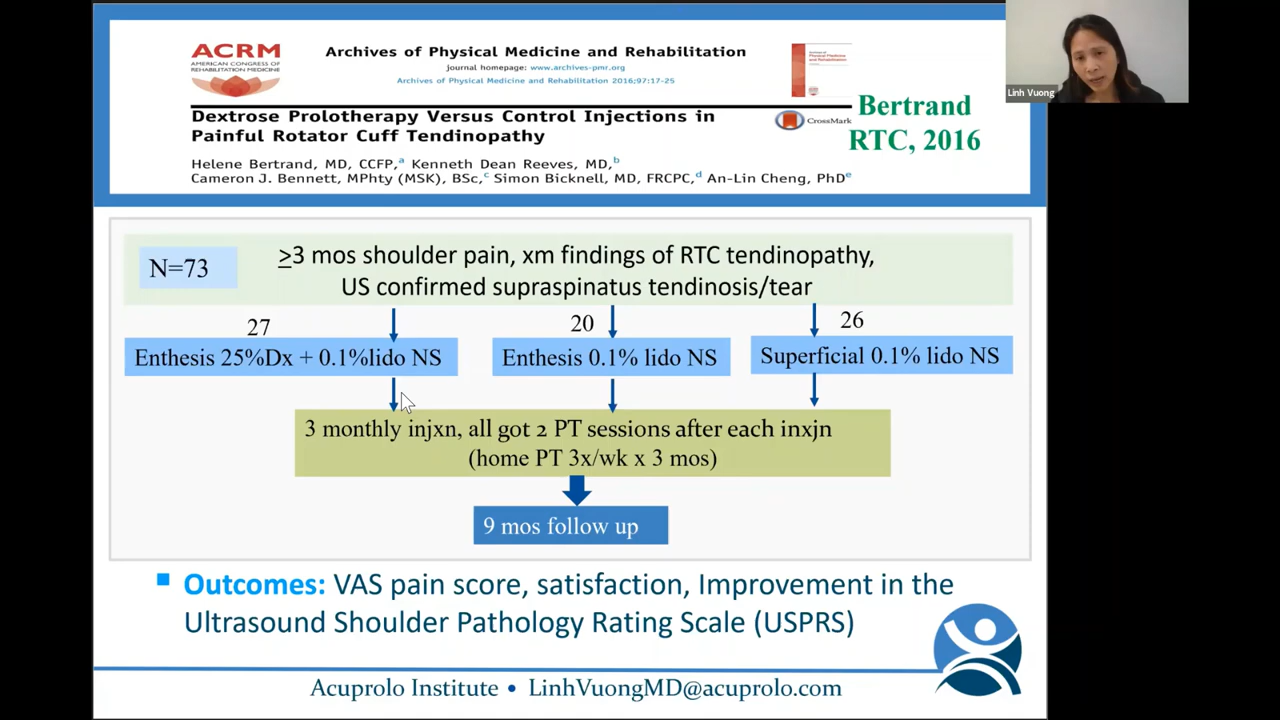 ACRM
AMERICAN CONGRESS OF
REHABILITATION MEDICINE
Archives of Physical Medicine and Rehabilitation
journal homepage: www.archives-pmr.org
Archives of Physical Medicine and Rehabilitation 2016;97:17-25
Dextrose Prolotherapy Versus Control Injections in
Painful Rotator Cuff Tendinopathy
CrossMark
Helene Bertrand, MD, CCFP,a Kenneth Dean Reeves, MD,b
Cameron J. Bennett, MPhty (MSK), BSc,c Simon Bicknell, MD, FRCPC,d An-Lin Cheng, PhDe
Bertrand
RTC, 2016
Linh Vuong
N=73
≥3 mos shoulder pain, xm findings of RTC tendinopathy,
US confirmed supraspinatus tendinosis/tear
27
20
26
Enthesis 25%Dx + 0.1%lido NS
Enthesis 0.1% lido NS
Superficial 0.1% lido NS
3 monthly injxn, all got 2 PT sessions after each inxjn
(home PT 3x/wk x 3 mos)
9 mos follow up
Outcomes: VAS pain score, satisfaction, Improvement in the
Ultrasound Shoulder Pathology Rating Scale (USPRS)
Acuprolo Institute • LinhVuongMD@acuprolo.com